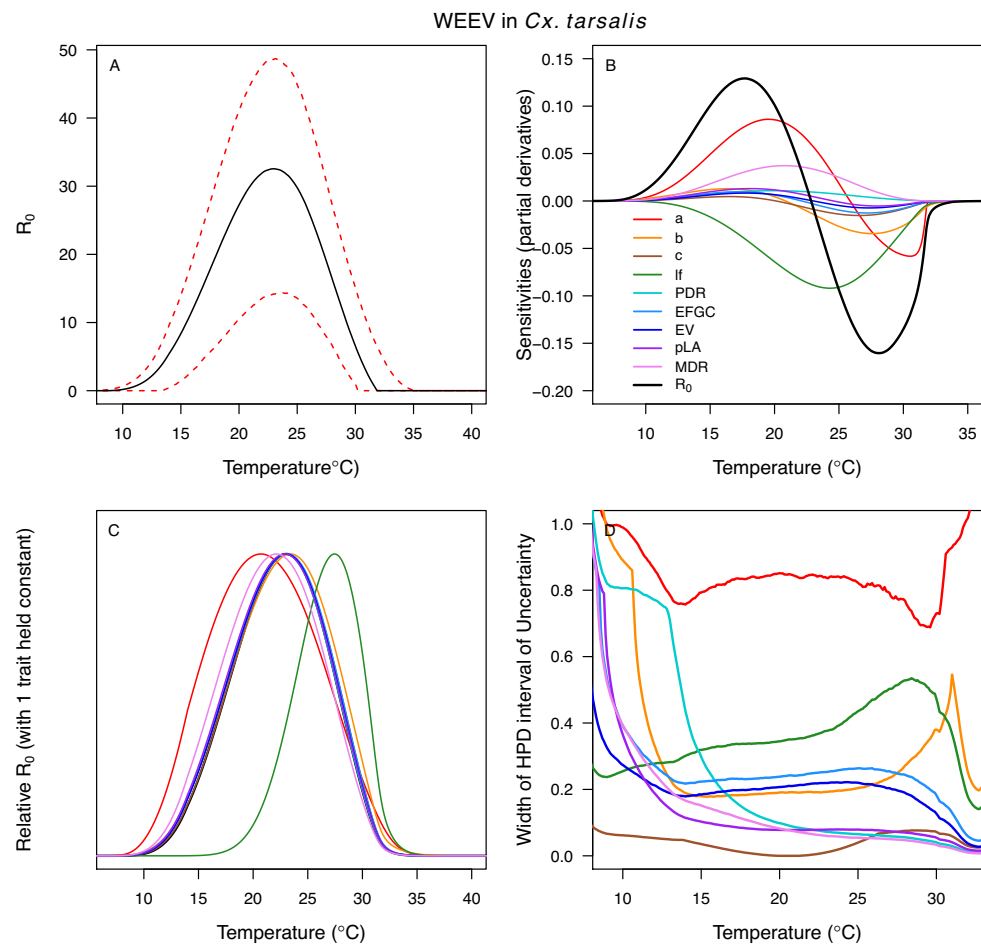 WEEV in Cx. tarsalis
A
R0
50
40
30
20
10
0
10 15 20 25 30 35 40
Temperature°C)
B
Sensitivities (partial derivatives)
0.15
0.10
0.05
0.00
−0.05
−0.10
−0.15
−0.20
a
b
c
lf
PDR
EFGC
EV
pLA
MDR
R0
10 15 20 25 30 35
Temperature (°C)
C
Relative R0 (with 1 trait held constant)
10 15 20 25 30 35
Temperature (°C)
D
Width of HPD interval of Uncertainty
1.0
0.8
0.6
0.4
0.2
0.0
10 15 20 25 30
Temperature (°C)